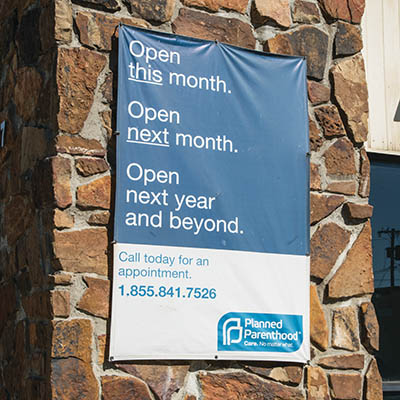 Open
this month.
Open
next month.
Open
next year
and beyond.
Call today for an
appointment.
1.855.841.7526
Planned
Parenthood®
Care. No matter what.